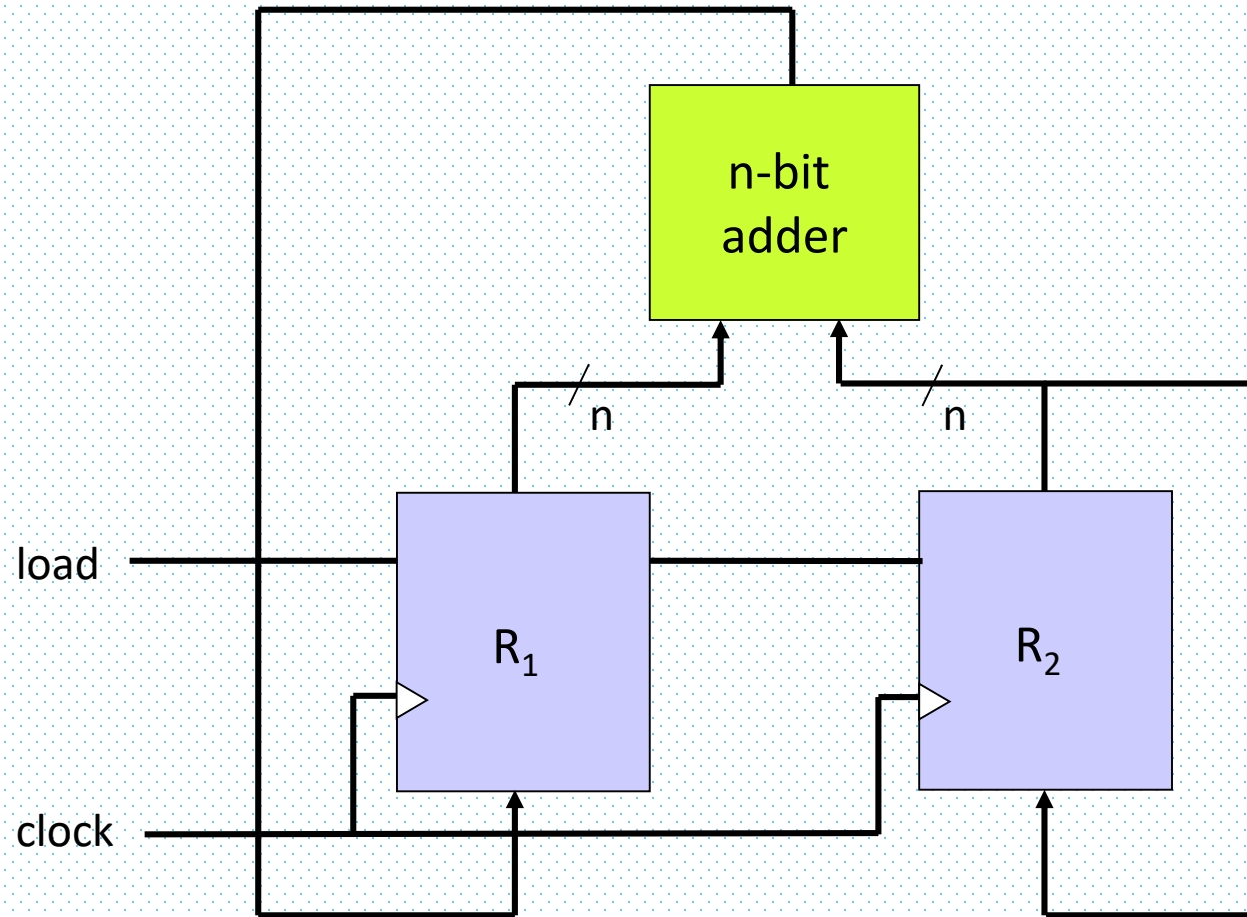 n-bit
adder
n
n
load
R₁
R₂
clock